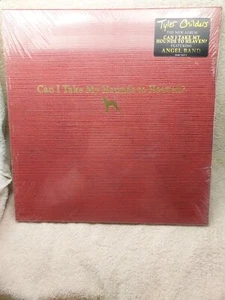 Tyler Childers
THE NEW ALBUM
CAN I TAKE MY
HOUNDS TO HEAVEN?
FEATURING
ANGEL BAND
Can I Take My Hounds to Heaven?